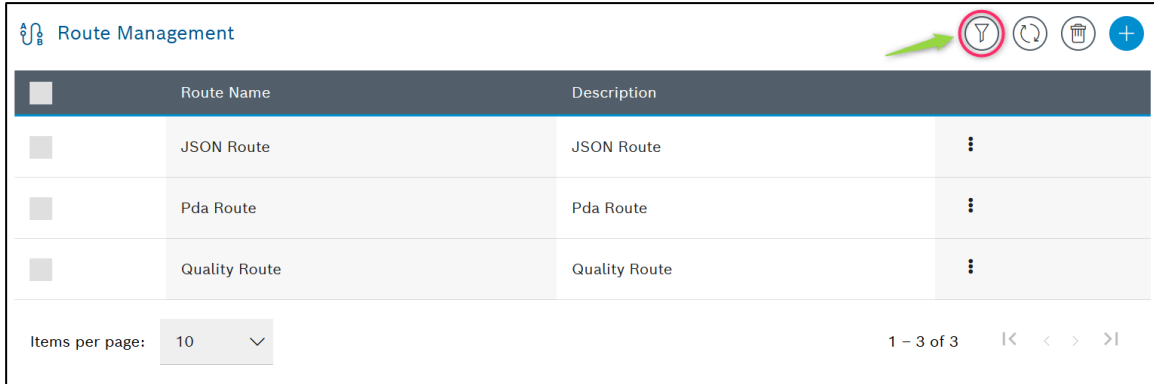 A B Route Management
Route Name Description
JSON Route JSON Route
Pda Route Pda Route
Quality Route Quality Route
Items per page: 10 1 – 3 of 3